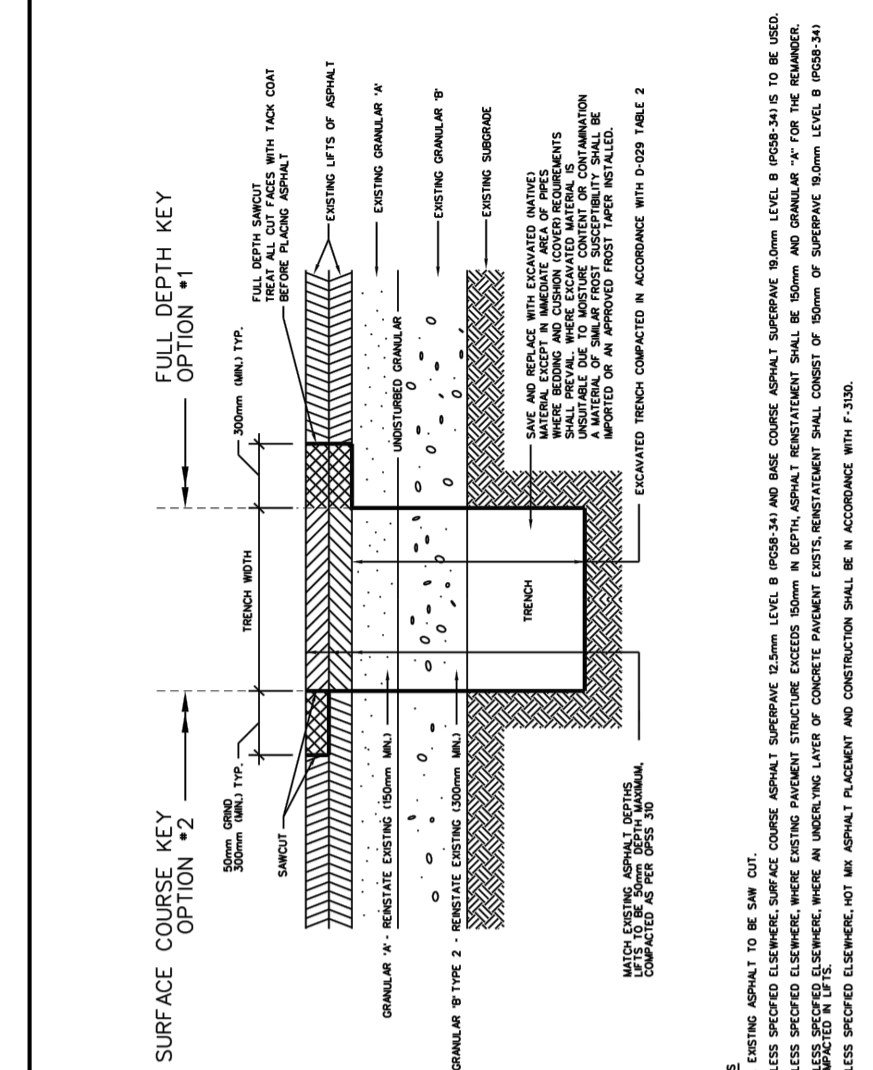 SURFACE COURSE KEY
OPTION #2
FULL DEPTH KEY
OPTION #1
50mm GRIND
300mm (MIN.) TYP.
TRENCH WIDTH
300mm (MIN.) TYP.
SAWCUT
FULL DEPTH SAWCUT
TREAT ALL CUT FACES WITH TACK COAT
BEFORE PLACING ASPHALT
EXISTING LIFTS OF ASPHALT
GRANULAR 'A' - REINSTATE EXISTING (150mm MIN.)
EXISTING GRANULAR 'A'
UNDISTURBED GRANULAR
GRANULAR 'B' TYPE 2 - REINSTATE EXISTING (300mm MIN.)
EXISTING GRANULAR 'B'
EXISTING SUBGRADE
TRENCH
SAVE AND REPLACE WITH EXCAVATED (NATIVE)
MATERIAL EXCEPT IN IMMEDIATE AREA OF PIPES
WHERE BEDDING AND CUSHION (COVER) REQUIREMENTS
SHALL PREVAIL. WHERE EXCAVATED MATERIAL IS
UNSUITABLE DUE TO MOISTURE CONTENT OR CONTAMINATION
A MATERIAL OF SIMILAR FROST SUSCEPTIBILITY SHALL BE
IMPORTED OR AN APPROVED FROST TAPER INSTALLED.
MATCH EXISTING ASPHALT DEPTHS
LIFTS TO BE 50mm DEPTH MAXIMUM,
COMPACTED AS PER OPSS 310
EXCAVATED TRENCH COMPACTED IN ACCORDANCE WITH D-029 TABLE 2
S
EXISTING ASPHALT TO BE SAW CUT.
LESS SPECIFIED ELSEWHERE, SURFACE COURSE ASPHALT SUPERPAVE 12.5mm LEVEL B (PG58-34) AND BASE COURSE ASPHALT SUPERPAVE 19.0mm LEVEL B (PG58-34) IS TO BE USED.
LESS SPECIFIED ELSEWHERE, WHERE EXISTING PAVEMENT STRUCTURE EXCEEDS 150mm IN DEPTH, ASPHALT REINSTATEMENT SHALL BE 150mm AND GRANULAR "A" FOR THE REMAINDER.
LESS SPECIFIED ELSEWHERE, WHERE AN UNDERLYING LAYER OF CONCRETE PAVEMENT EXISTS, REINSTATEMENT SHALL CONSIST OF 150mm OF SUPERPAVE 19.0mm LEVEL B (PG58-34)
MPACTED IN LIFTS.
LESS SPECIFIED ELSEWHERE, HOT MIX ASPHALT PLACEMENT AND CONSTRUCTION SHALL BE IN ACCORDANCE WITH F-3130.